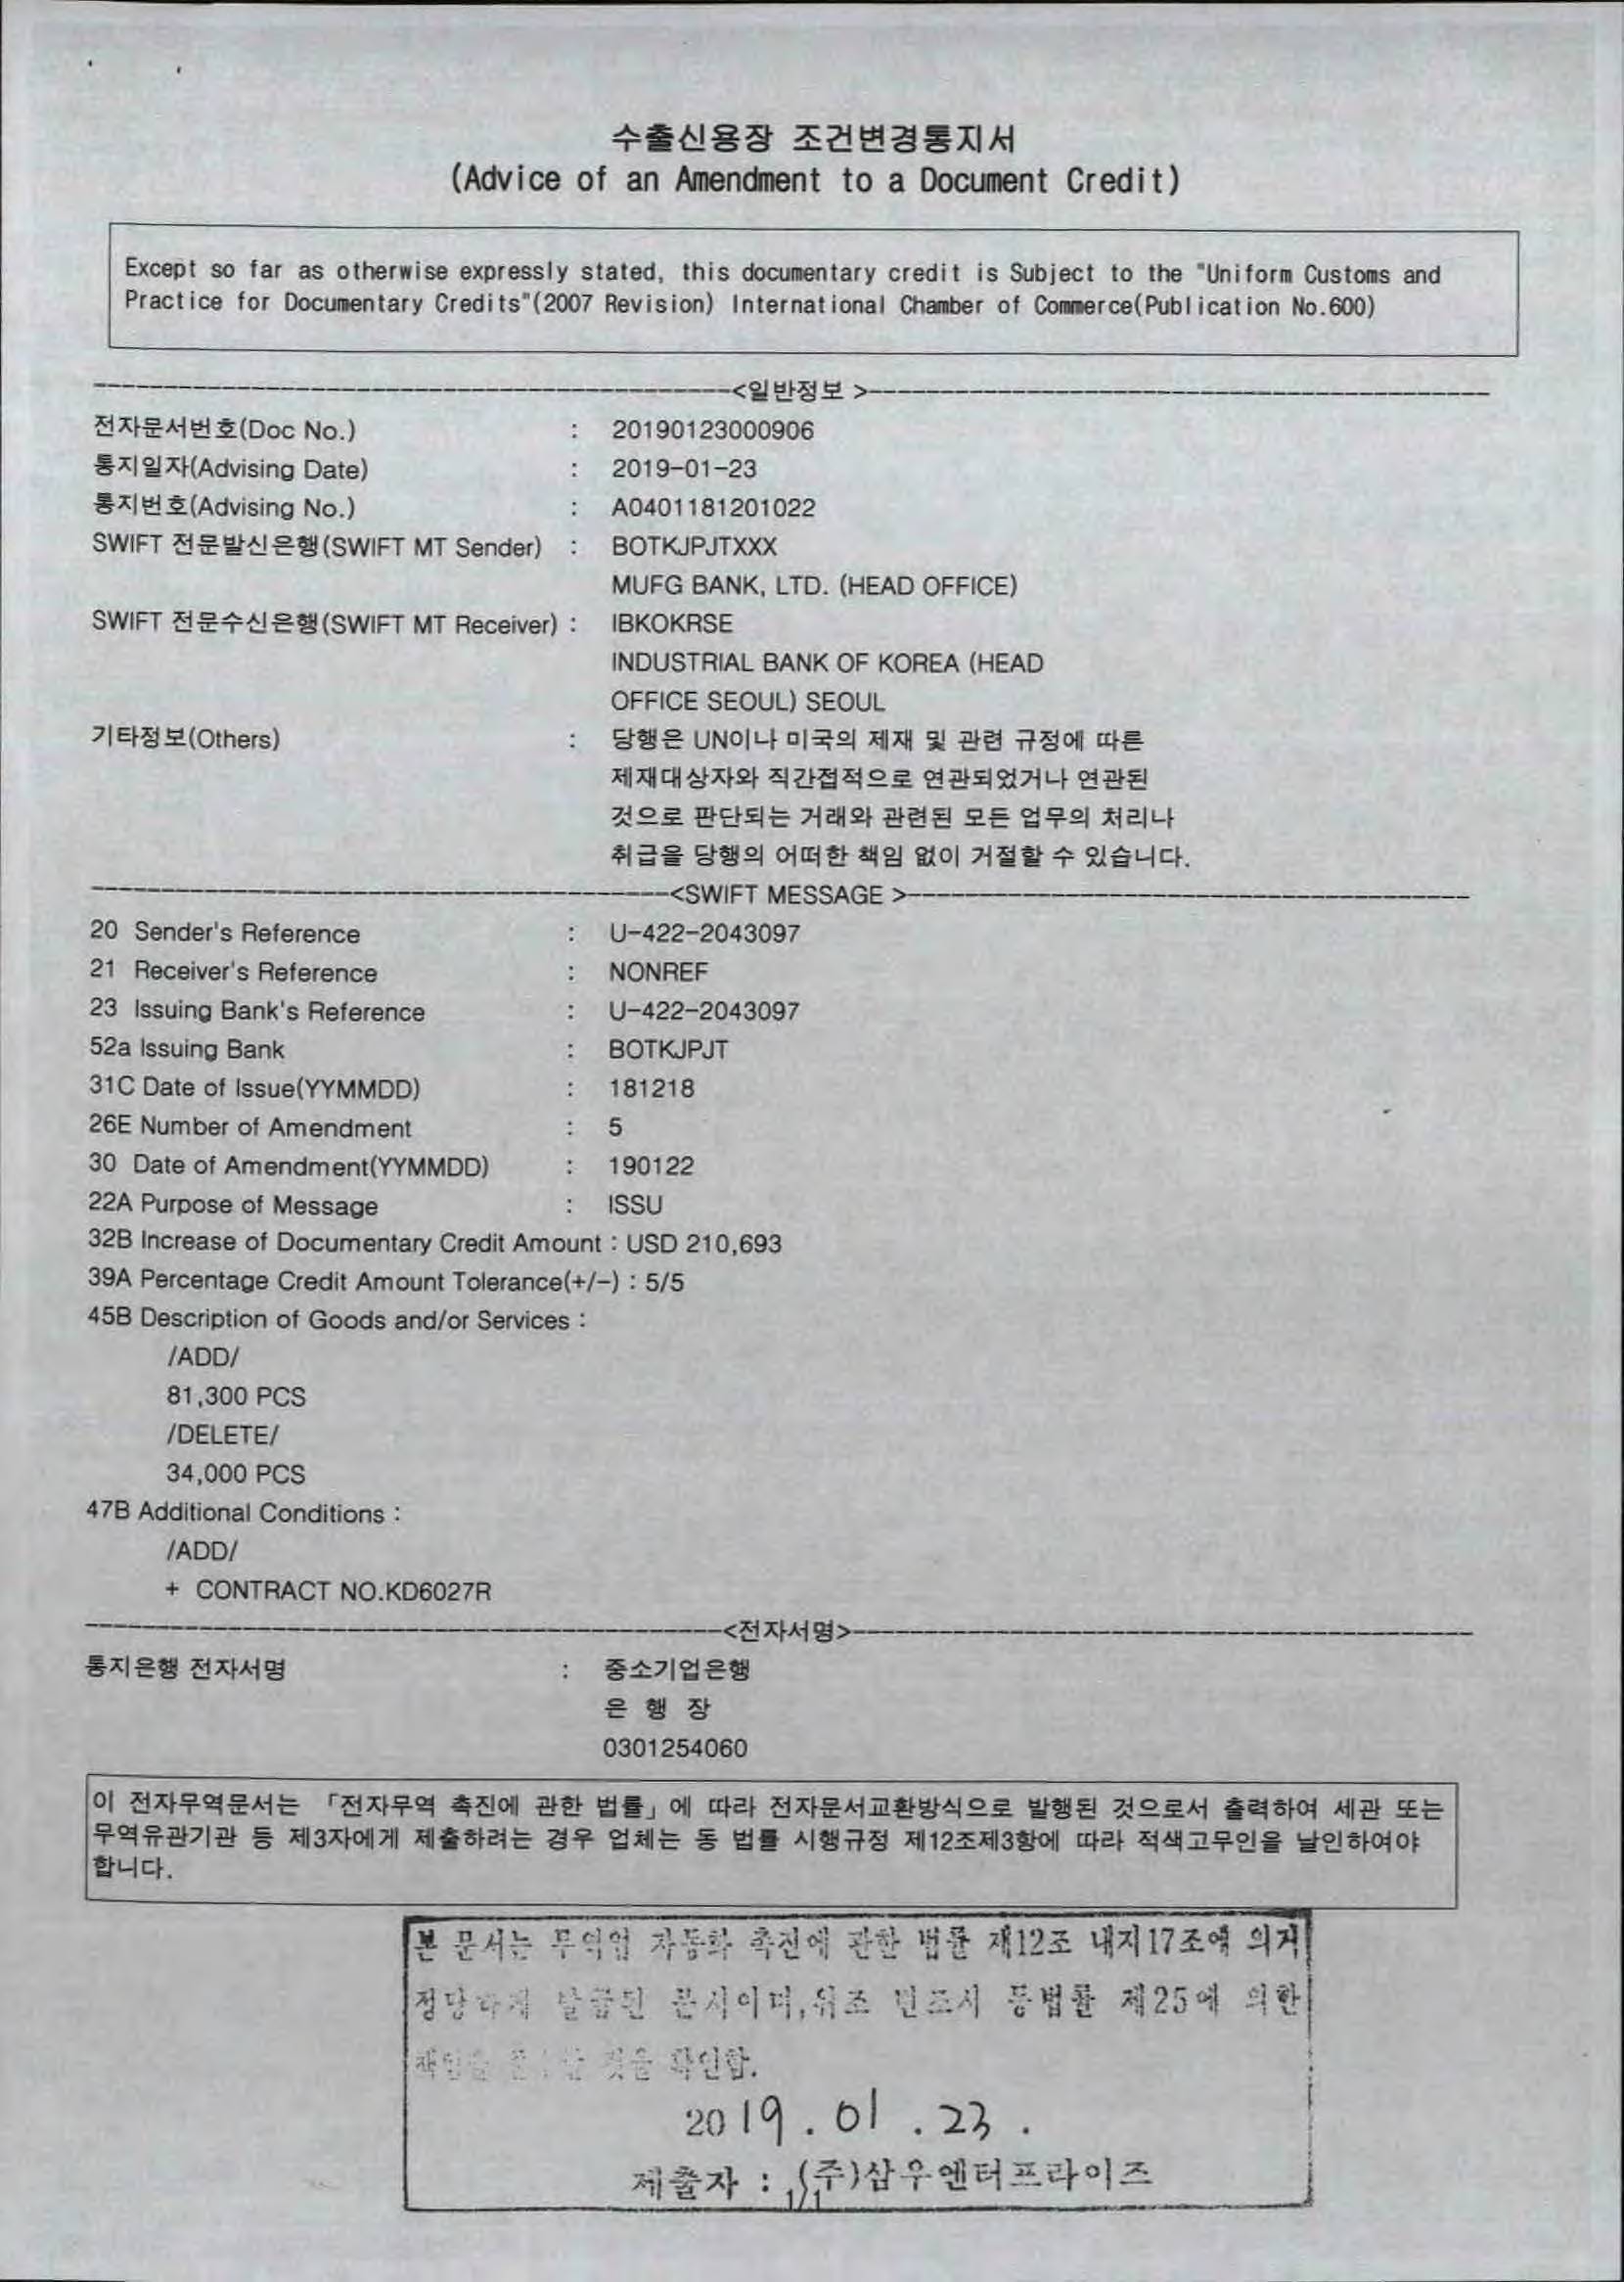 수출신용장 조건변경통지서
(Advice of an Amendment to a Document Credit)
Except so far as otherwise expressly stated, this documentary credit is Subject to the "Uniform Customs and
Practice for Documentary Credits"(2007 Revision) International Chamber of Commerce(Publication No.600)
<일반정보 >
전자문서번호(Doc No.) : 20190123000906
통지일자(Advising Date) : 2019-01-23
통지번호(Advising No.) : A0401181201022
SWIFT 전문발신은행(SWIFT MT Sender) : BOTKJPJTXXX
MUFG BANK, LTD. (HEAD OFFICE)
SWIFT 전문수신은행(SWIFT MT Receiver) : IBKOKRSE
INDUSTRIAL BANK OF KOREA (HEAD
OFFICE SEOUL) SEOUL
기타정보(Others) : 당행은 UN이나 미국의 제재 및 관련 규정에 따른
제재대상자와 직간접적으로 연관되었거나 연관된
것으로 판단되는 거래와 관련된 모든 업무의 처리나
취급을 당행의 어떠한 책임 없이 거절할 수 있습니다.
<SWIFT MESSAGE >
20 Sender's Reference : U-422-2043097
21 Receiver's Reference : NONREF
23 Issuing Bank's Reference : U-422-2043097
52a Issuing Bank : BOTKJPJT
31C Date of Issue(YYMMDD) : 181218
26E Number of Amendment : 5
30 Date of Amendment(YYMMDD) : 190122
22A Purpose of Message : ISSU
32B Increase of Documentary Credit Amount : USD 210,693
39A Percentage Credit Amount Tolerance(+/-) : 5/5
45B Description of Goods and/or Services :
/ADD/
81,300 PCS
/DELETE/
34,000 PCS
47B Additional Conditions :
/ADD/
+ CONTRACT NO.KD6027R
<전자서명>
통지은행 전자서명 : 중소기업은행
은 행 장
0301254060
이 전자무역문서는 「전자무역 촉진에 관한 법률」에 따라 전자문서교환방식으로 발행된 것으로서 출력하여 세관 또는
무역유관기관 등 제3자에게 제출하려는 경우 업체는 동 법률 시행규정 제12조제3항에 따라 적색고무인을 날인하여야
합니다.
본 문서는 무역업 자동화 촉진에 관한 법률 제12조 내지17조에 의거
정당하게 발급된 문서이며,위조 변조시 동법률 제25에 의한
책임을 것을 확인함.
2019.01.23.
제출자 : (주)삼우엔터프라이즈
1/1